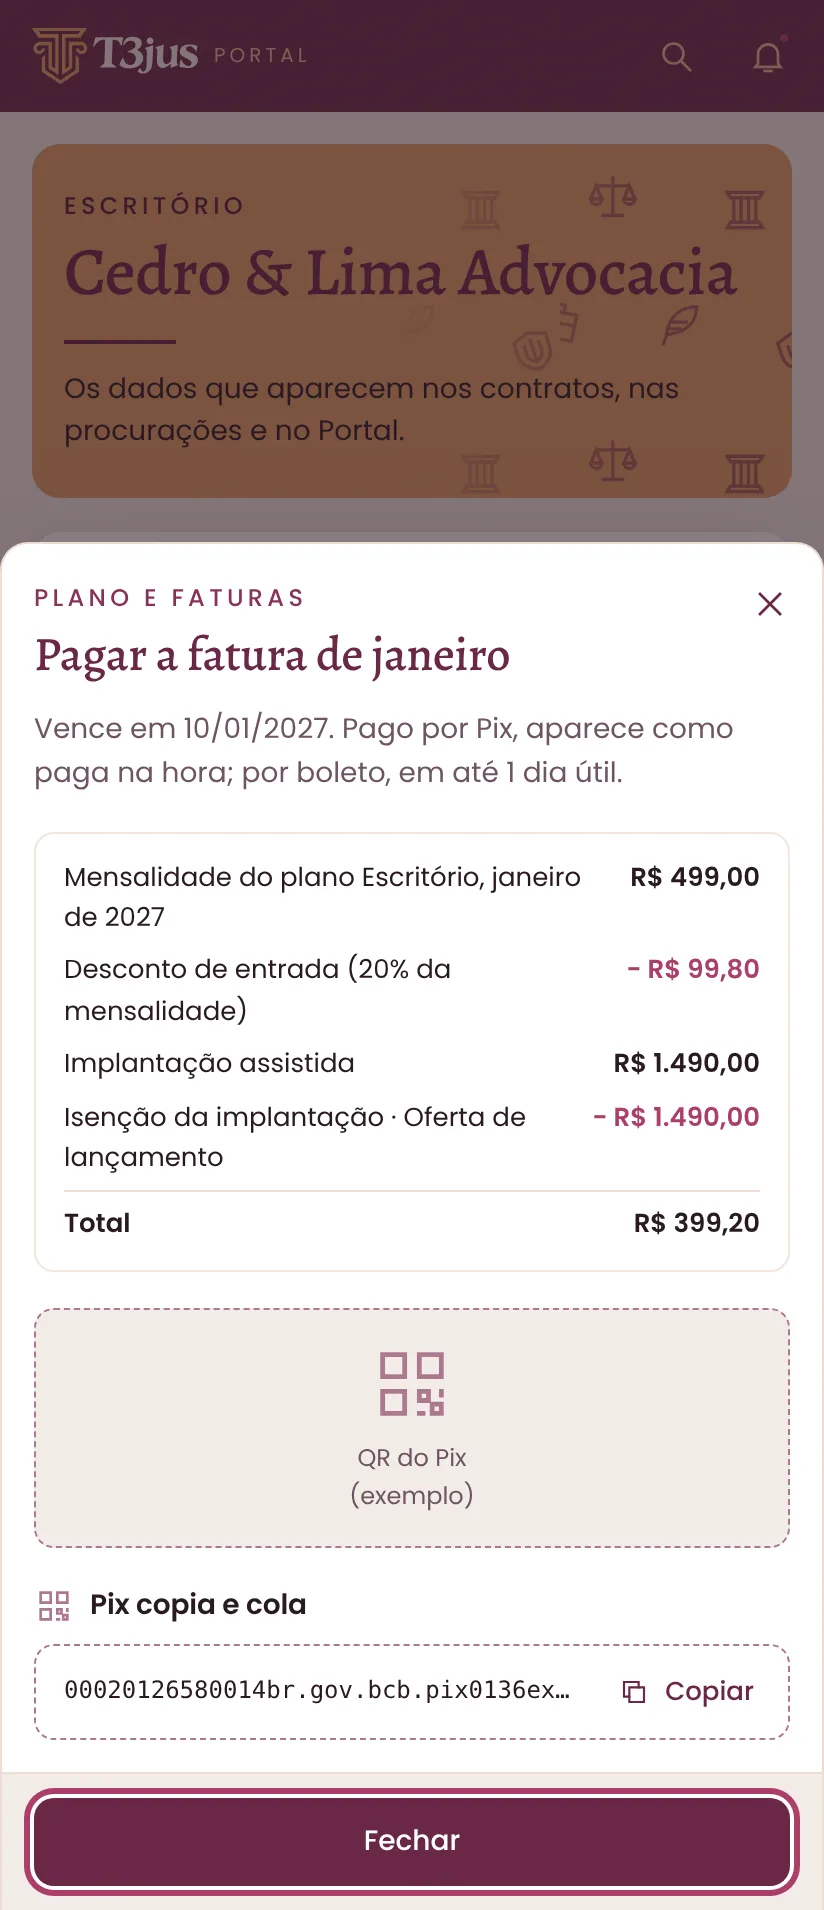 T3jus PORTAL
ESCRITÓRIO
Cedro & Lima Advocacia
Os dados que aparecem nos contratos, nas
procurações e no Portal.
PLANO E FATURAS
Pagar a fatura de janeiro
Vence em 10/01/2027. Pago por Pix, aparece como
paga na hora; por boleto, em até 1 dia útil.
Mensalidade do plano Escritório, janeiro R$ 499,00
de 2027
Desconto de entrada (20% da − R$ 99,80
mensalidade)
Implantação assistida R$ 1.490,00
Isenção da implantação · Oferta de − R$ 1.490,00
lançamento
Total R$ 399,20
QR do Pix
(exemplo)
Pix copia e cola
00020126580014br.gov.bcb.pix0136ex… Copiar
Fechar